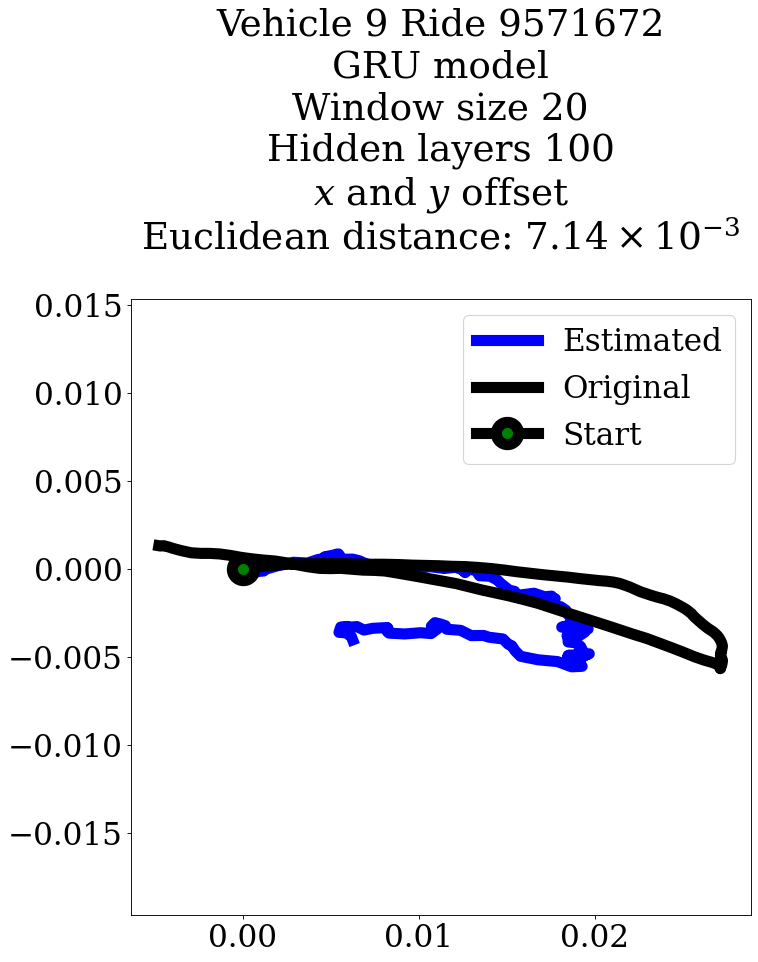 Vehicle 9 Ride 9571672
GRU model
Window size 20
Hidden layers 100
x and y offset
Euclidean distance: 7.14 × 10⁻³
0.015
0.010
0.005
0.000
−0.005
−0.010
−0.015
Estimated
Original
Start
0.00 0.01 0.02